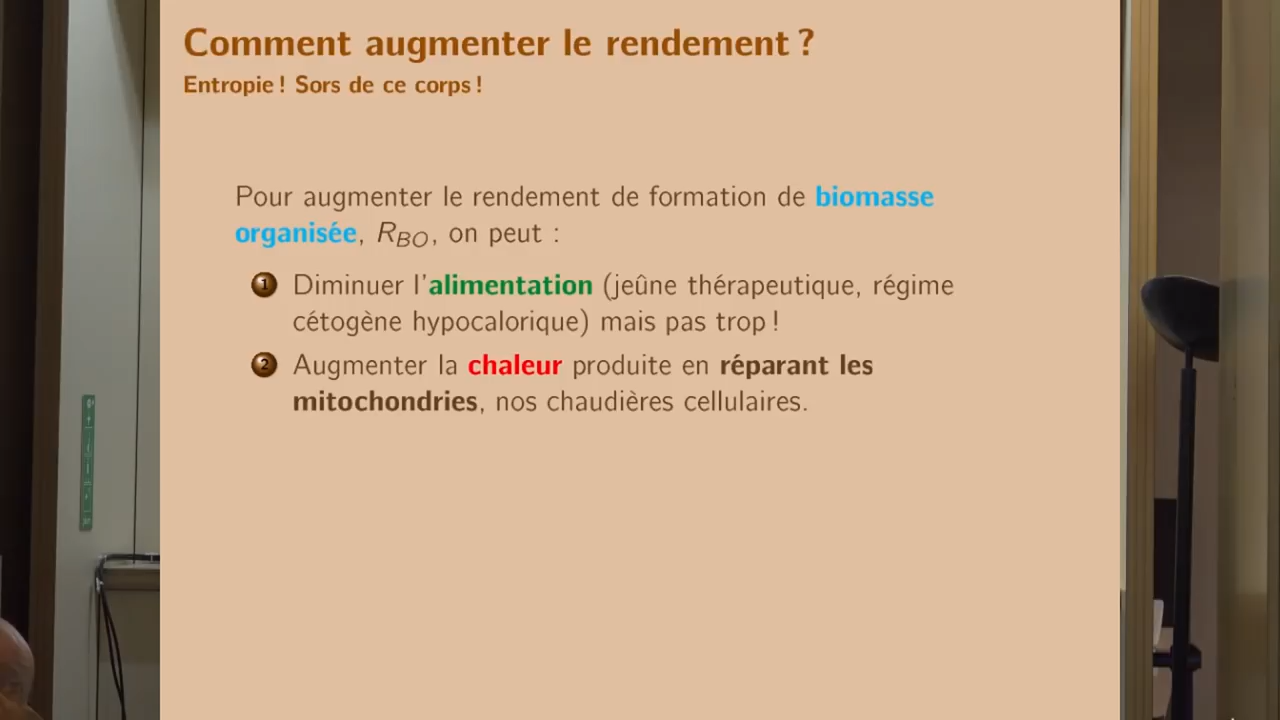 Comment augmenter le rendement ?
Entropie ! Sors de ce corps !
Pour augmenter le rendement de formation de biomasse
organisée, R_BO, on peut :
1 Diminuer l'alimentation (jeûne thérapeutique, régime
cétogène hypocalorique) mais pas trop !
2 Augmenter la chaleur produite en réparant les
mitochondries, nos chaudières cellulaires.